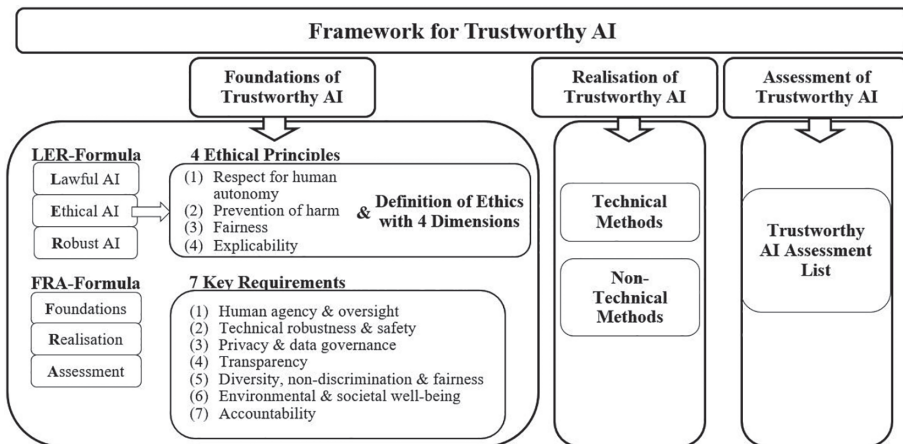 Framework for Trustworthy AI
Foundations of
Trustworthy AI
Realisation of
Trustworthy AI
Assessment of
Trustworthy AI
LER-Formula
Lawful AI
Ethical AI
Robust AI
4 Ethical Principles
(1) Respect for human
autonomy
(2) Prevention of harm
(3) Fairness
(4) Explicability
& Definition of Ethics
with 4 Dimensions
FRA-Formula
Foundations
Realisation
Assessment
7 Key Requirements
(1) Human agency & oversight
(2) Technical robustness & safety
(3) Privacy & data governance
(4) Transparency
(5) Diversity, non-discrimination & fairness
(6) Environmental & societal well-being
(7) Accountability
Technical
Methods
Non-
Technical
Methods
Trustworthy
AI Assessment
List